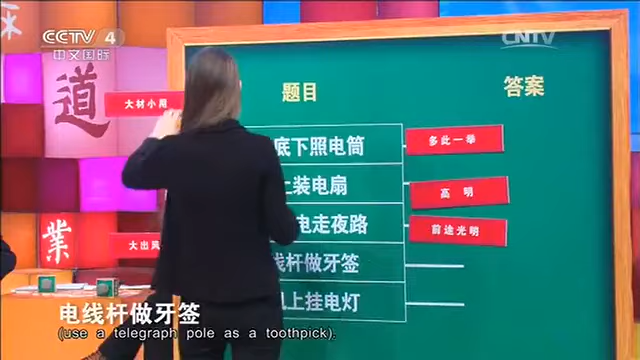 CCTV 4
中文国际
CNTV
道
大材小用
题目
答案
底下照电筒
多此一举
上装电扇
高 明
电走夜路
前途光明
业
大出风
线杆做牙签
上挂电灯
电线杆做牙签
(use a telegraph pole as a toothpick).